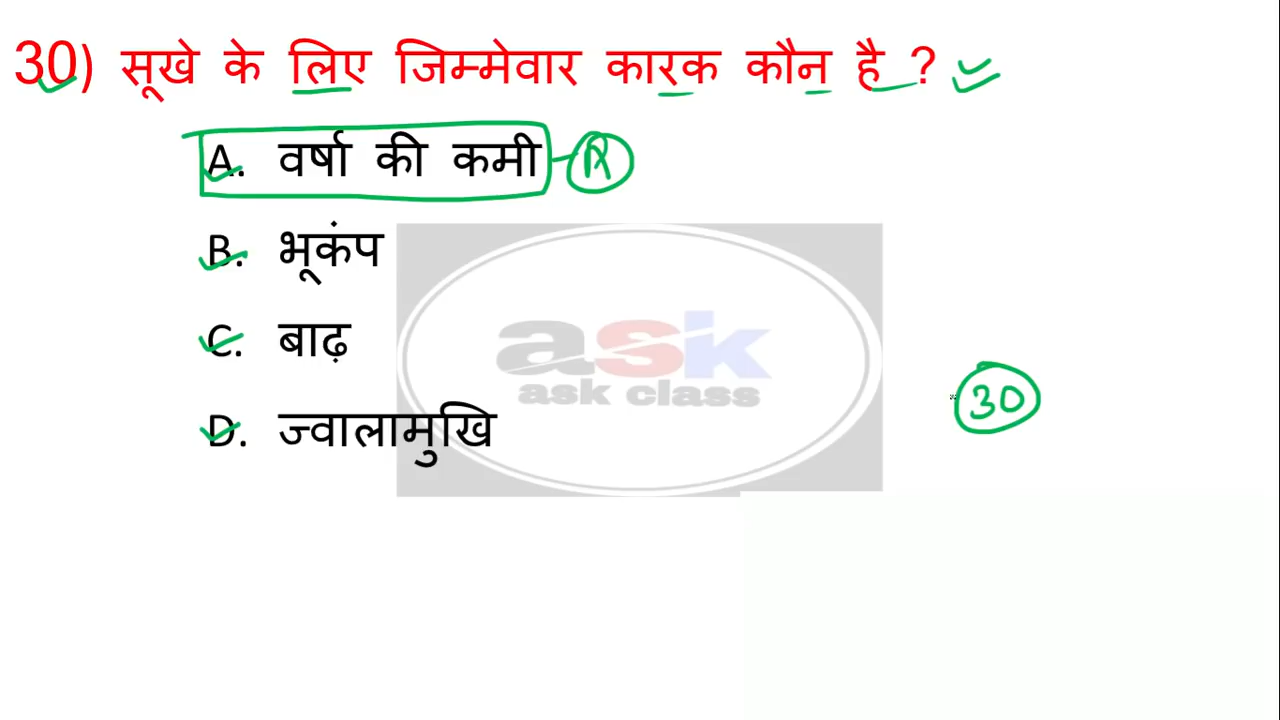 30) सूखे के लिए जिम्मेवार कारक कौन है ?
A. वर्षा की कमी A
B. भूकंप
C. बाढ़
D. ज्वालामुखि
ask
ask class
30